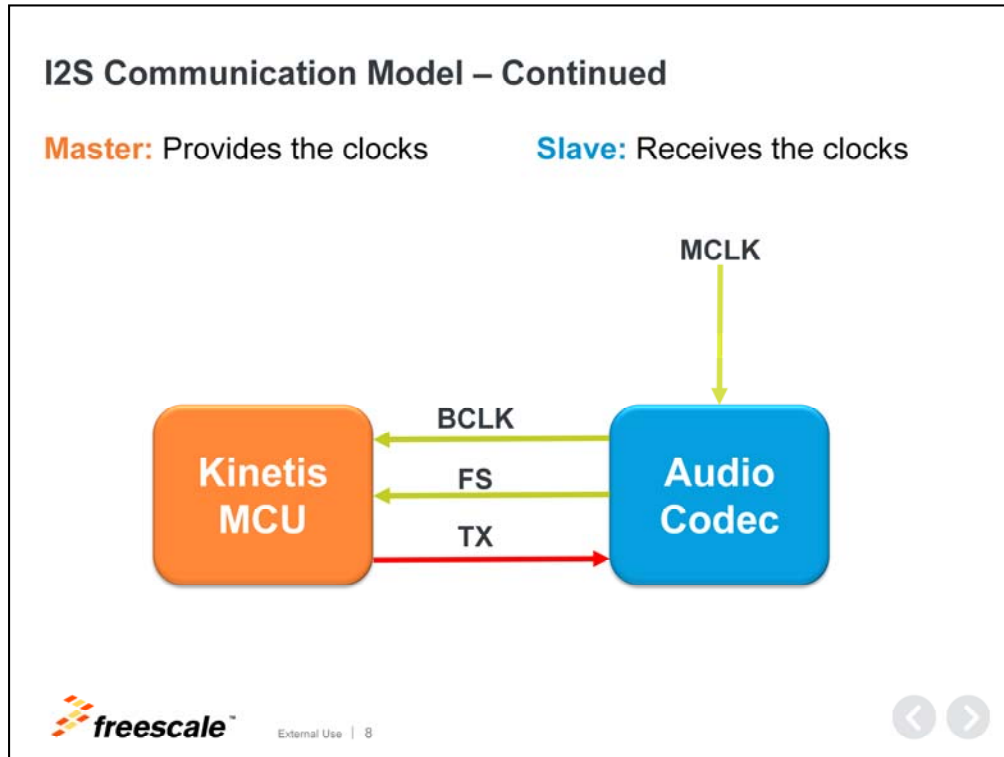 I2S Communication Model – Continued
Master: Provides the clocks
Slave: Receives the clocks
MCLK
BCLK
Kinetis
MCU
FS
TX
Audio
Codec
freescale™
External Use | 8